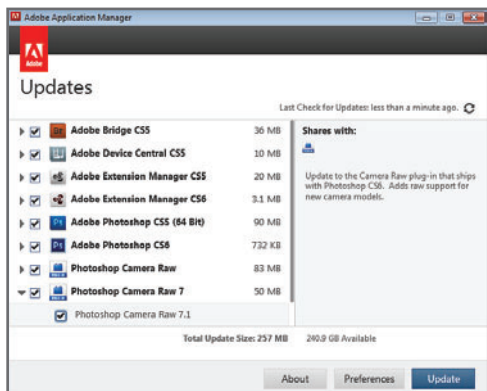 Adobe Application Manager
Adobe
Updates
Last Check for Updates: less than a minute ago.
Adobe Bridge CS5 36 MB
Adobe Device Central CS5 10 MB
Adobe Extension Manager CS5 20 MB
Adobe Extension Manager CS6 3.1 MB
Adobe Photoshop CS5 (64 Bit) 90 MB
Adobe Photoshop CS6 732 KB
Photoshop Camera Raw 83 MB
Photoshop Camera Raw 7 50 MB
Photoshop Camera Raw 7.1
Shares with:
Update to the Camera Raw plug-in that ships
with Photoshop CS6. Adds raw support for
new camera models.
Total Update Size: 257 MB 240.9 GB Available
About Preferences Update